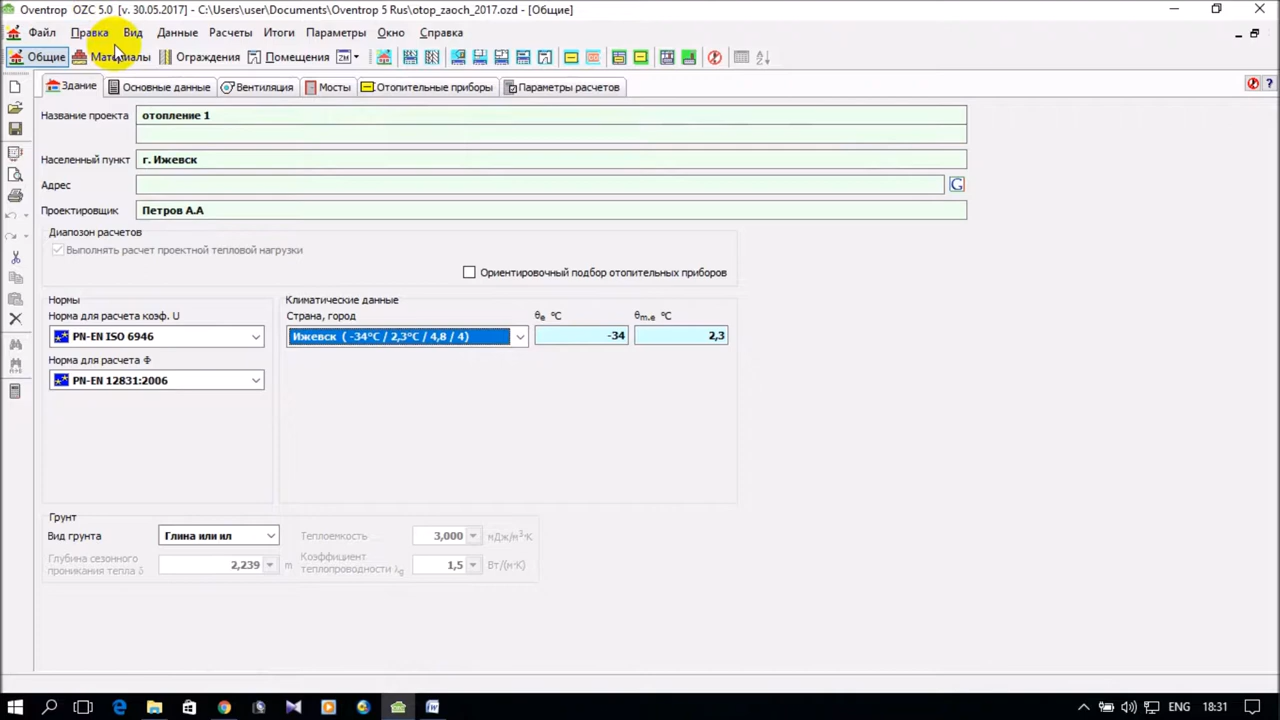 Oventrop OZC 5.0 [v. 30.05.2017] - C:\Users\user\Documents\Oventrop 5 Rus\otop_zaoch_2017.ozd - [Общие]
Файл Правка Вид Данные Расчеты Итоги Параметры Окно Справка
Общие Материалы Ограждения Помещения
Здание Основные данные Вентиляция Мосты Отопительные приборы Параметры расчетов
Название проекта отопление 1
Населенный пункт г. Ижевск
Адрес G
Проектировщик Петров А.А
Диапазон расчетов
Выполнять расчет проектной тепловой нагрузки
Ориентировочный подбор отопительных приборов
Нормы Климатические данные
Норма для расчета коэф. U Страна, город θe °C θm.e °C
PN-EN ISO 6946 Ижевск ( -34°C / 2,3°C / 4,8 / 4) -34 2,3
Норма для расчета Ф
PN-EN 12831:2006
Грунт
Вид грунта Глина или ил Теплоемкость 3,000 мДж/м³·К
Глубина сезонного проникания тепла δ 2,239 m Коэффициент теплопроводности λg 1,5 Вт/(м·К)
ENG 18:31